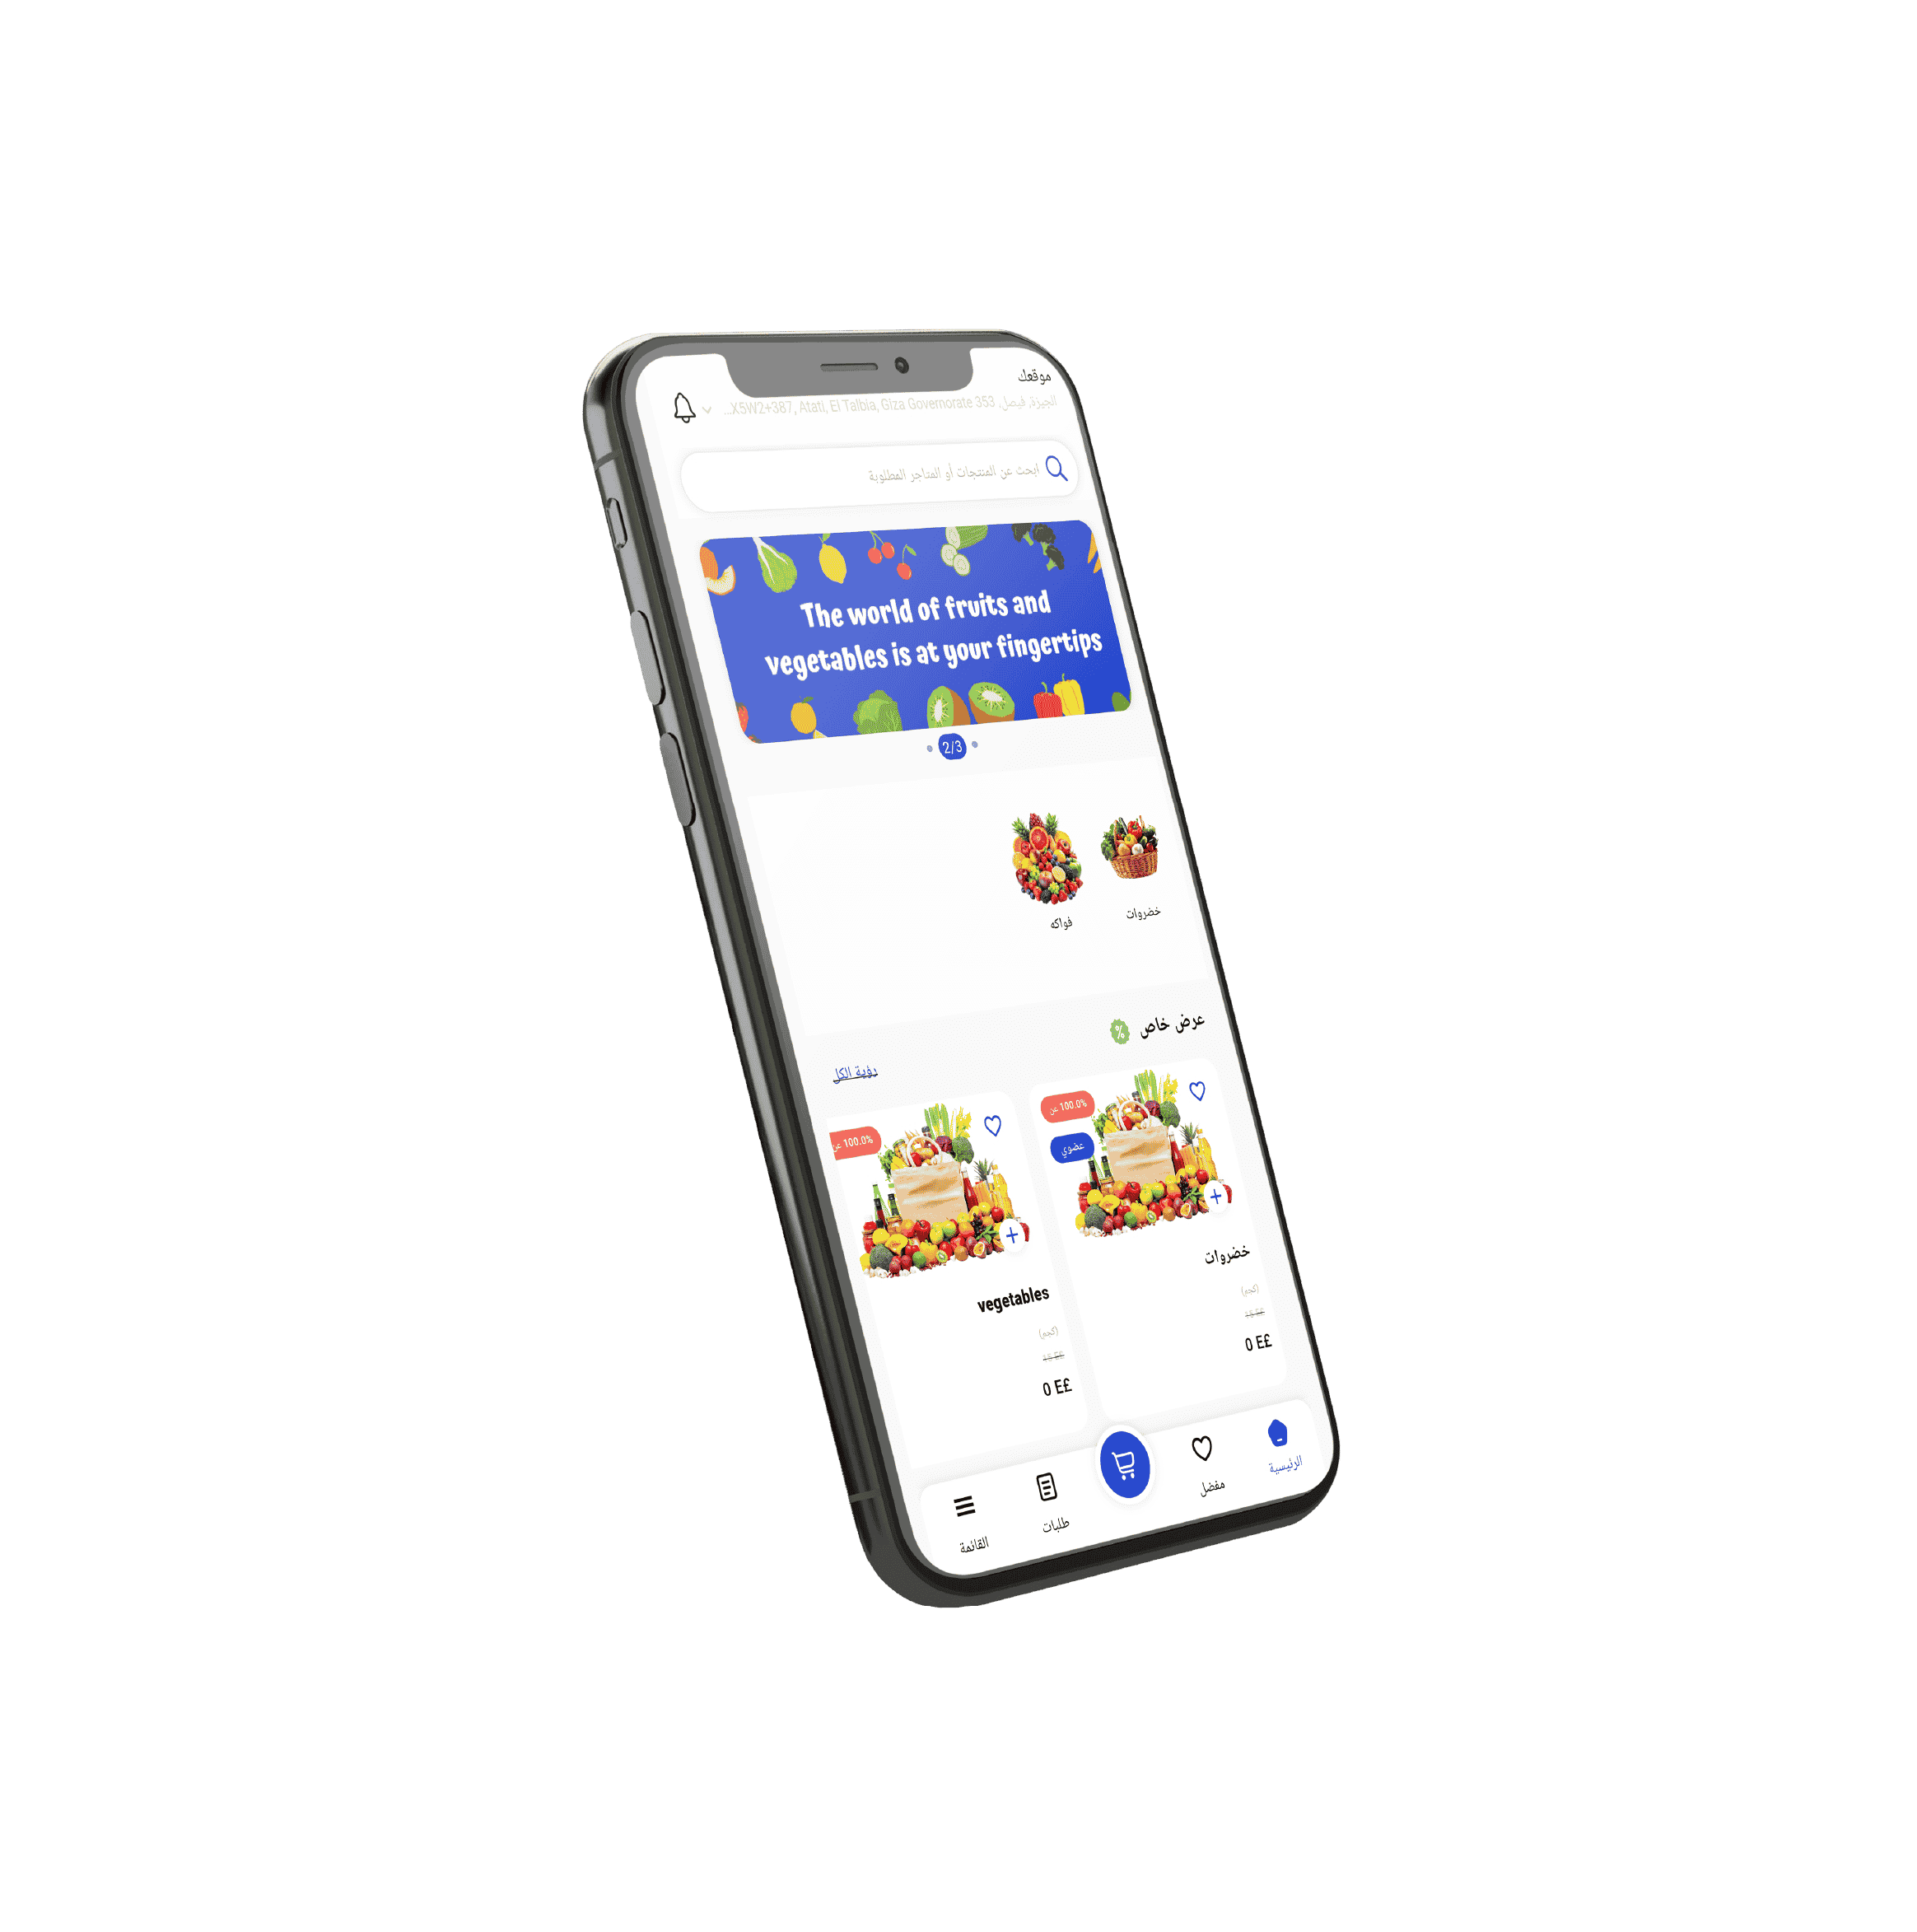 موقعك
الجيزة, فيصل, 353 X5W2+387, Atati, El Talbia, Giza Governorate...
ابحث عن المنتجات أو المتاجر المطلوبة
The world of fruits and
vegetables is at your fingertips
2/3
خضروات
فواكه
عرض خاص
رؤية الكل
100.0% عن
عضوي
خضروات
(كجم)
0 E£
100.0% عن
vegetables
(كجم)
0 E£
الرئيسية
مفضل
طلبات
القائمة